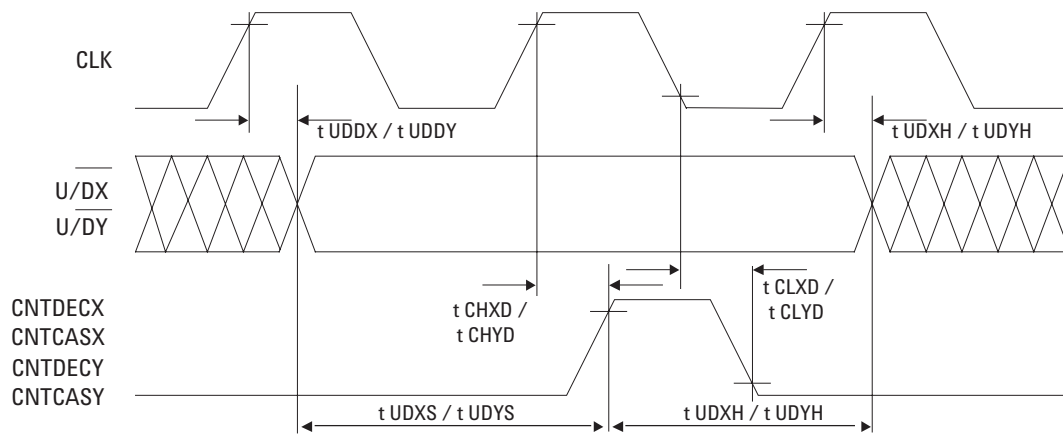 CLK
t UDDX / t UDDY
t UDXH / t UDYH
U/DX
U/DY
CNTDECX
CNTCASX
CNTDECY
CNTCASY
t CHXD /
t CHYD
t CLXD /
t CLYD
t UDXS / t UDYS
t UDXH / t UDYH